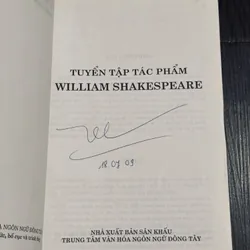 TUYỂN TẬP TÁC PHẨM
WILLIAM SHAKESPEARE
12.07.09
NHÀ XUẤT BẢN SÂN KHẤU
TRUNG TÂM VĂN HÓA NGÔN NGỮ ĐÔNG TÂY